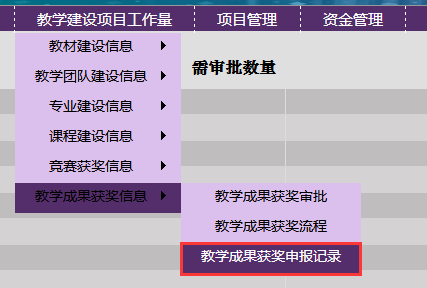 教学建设项目工作量 项目管理 资金管理
教材建设信息
教学团队建设信息
需审批数量
专业建设信息
课程建设信息
竞赛获奖信息
教学成果获奖信息
教学成果获奖审批
教学成果获奖流程
教学成果获奖申报记录